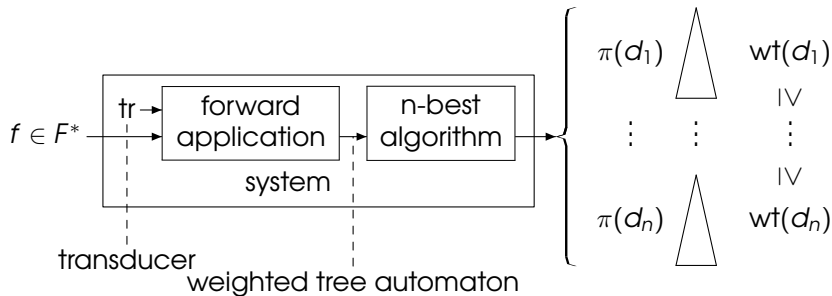 π(d₁) wt(d₁)
≥
tr forward application n-best algorithm
f ∈ F*
⋮ ⋮ ⋮
system
≥
π(dₙ) wt(dₙ)
transducer
weighted tree automaton